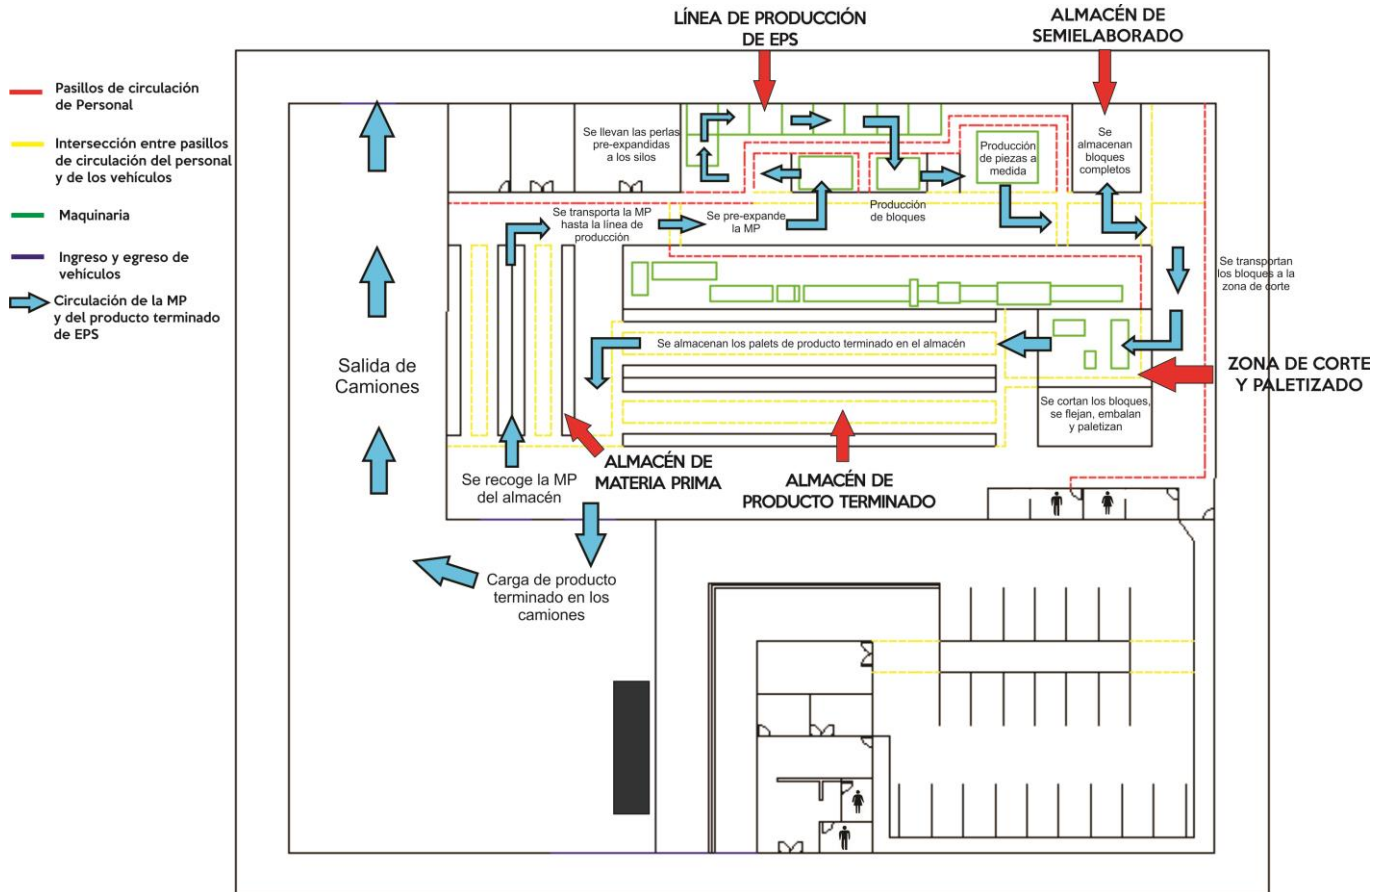 LÍNEA DE PRODUCCIÓN
DE EPS
ALMACÉN DE
SEMIELABORADO
Pasillos de circulación
de Personal
Intersección entre pasillos
de circulación del personal
y de los vehículos
Maquinaria
Ingreso y egreso de
vehículos
Circulación de la MP
y del producto terminado
de EPS
Se llevan las perlas
pre-expandidas
a los silos
Producción
de piezas a
medida
Se
almacenan
bloques
completos
Se transporta la MP
hasta la línea de
producción
Se pre-expande
la MP
Producción
de bloques
Se transportan
los bloques a la
zona de corte
Salida de
Camiones
Se almacenan los palets de producto terminado en el almacén
ZONA DE CORTE
Y PALETIZADO
Se cortan los bloques,
se flejan, embalan
y paletizan
Se recoge la MP
del almacén
ALMACÉN DE
MATERIA PRIMA
ALMACÉN DE
PRODUCTO TERMINADO
Carga de producto
terminado en los
camiones